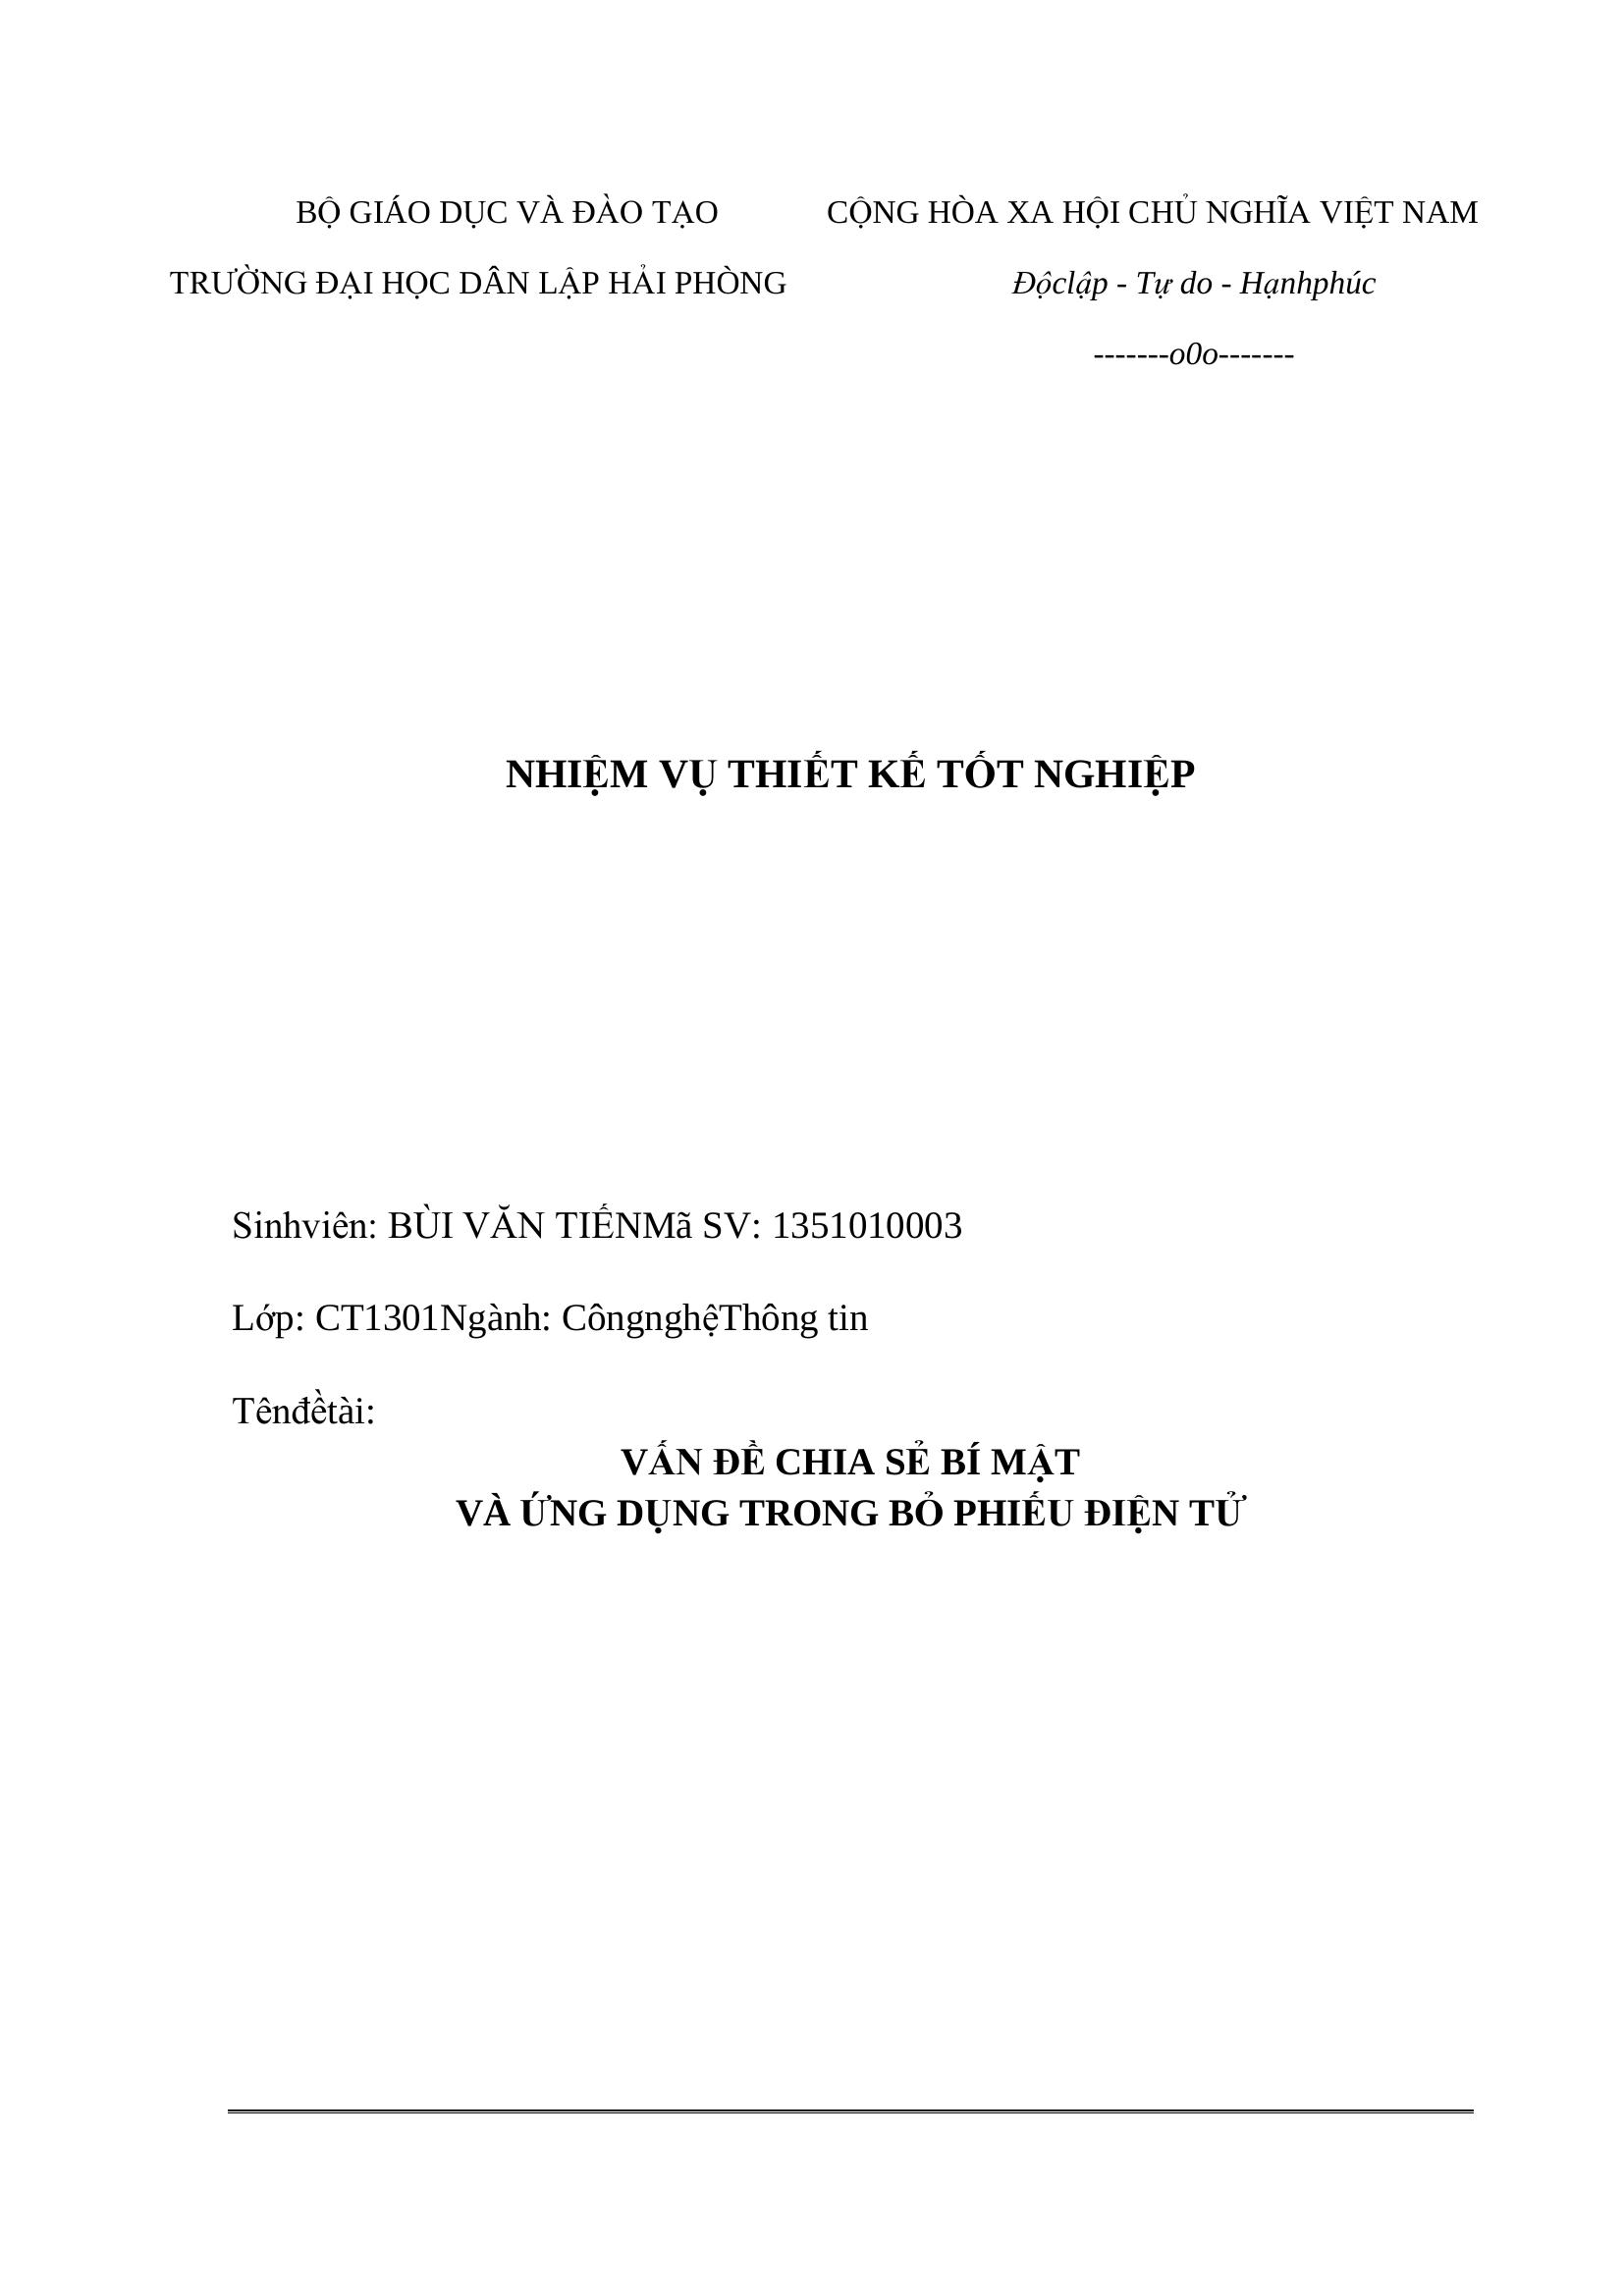 BỘ GIÁO DỤC VÀ ĐÀO TẠO
TRƯỜNG ĐẠI HỌC DÂN LẬP HẢI PHÒNG
CỘNG HÒA XA HỘI CHỦ NGHĨA VIỆT NAM
Độclập - Tự do - Hạnhphúc
-------o0o-------
NHIỆM VỤ THIẾT KẾ TỐT NGHIỆP
Sinhviên: BÙI VĂN TIẾNMã SV: 1351010003
Lớp: CT1301Ngành: CôngnghệThông tin
Tênđềtài:
VẤN ĐỀ CHIA SẺ BÍ MẬT
VÀ ỨNG DỤNG TRONG BỎ PHIẾU ĐIỆN TỬ